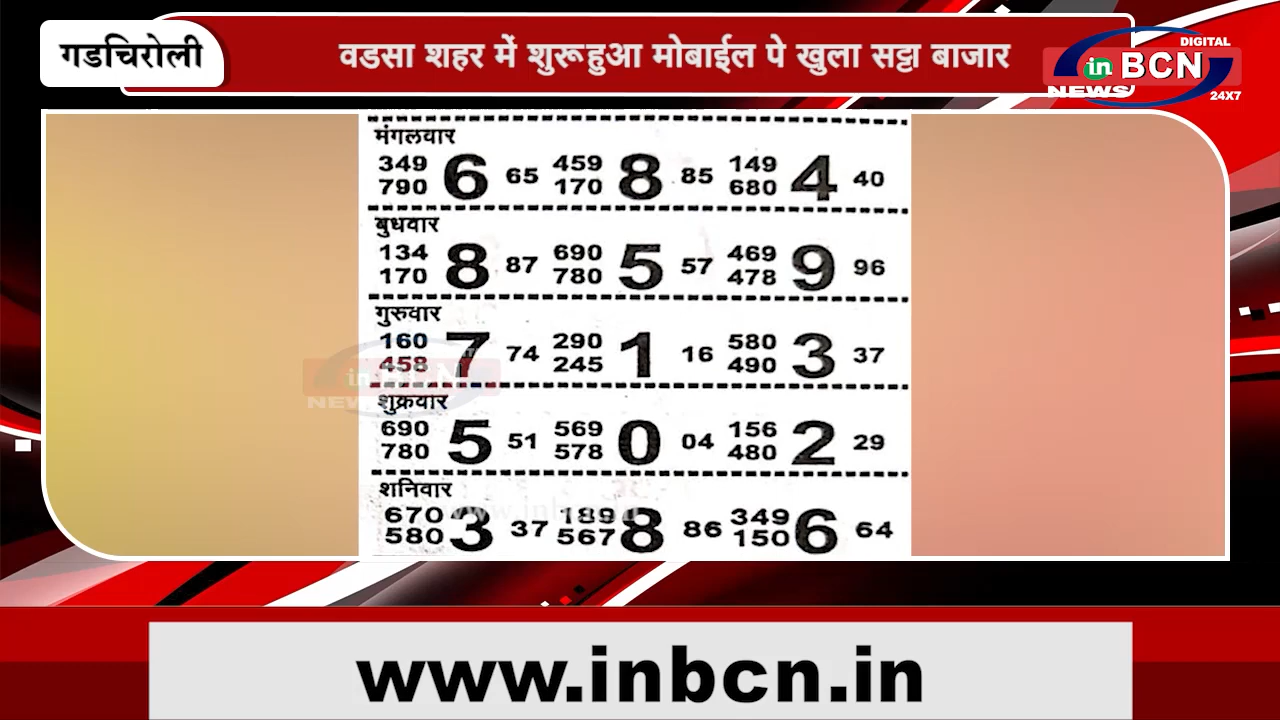 गडचिरोली
वडसा शहर में शुरू हुआ मोबाईल पे खुला सट्टा बाजार
DIGITAL
in BCN
NEWS
24X7
मंगलवार
349 6 65 459 8 85 149 4 40
790 170 680
बुधवार
134 8 87 690 5 57 469 9 96
170 780 478
गुरुवार
160 7 74 290 1 16 580 3 37
458 245 490
in BCN
NEWS
शुक्रवार
690 5 51 569 0 04 156 2 29
780 578 480
शनिवार
670 3 37 189 8 86 349 6 64
580 567 150
www.inbcn.in